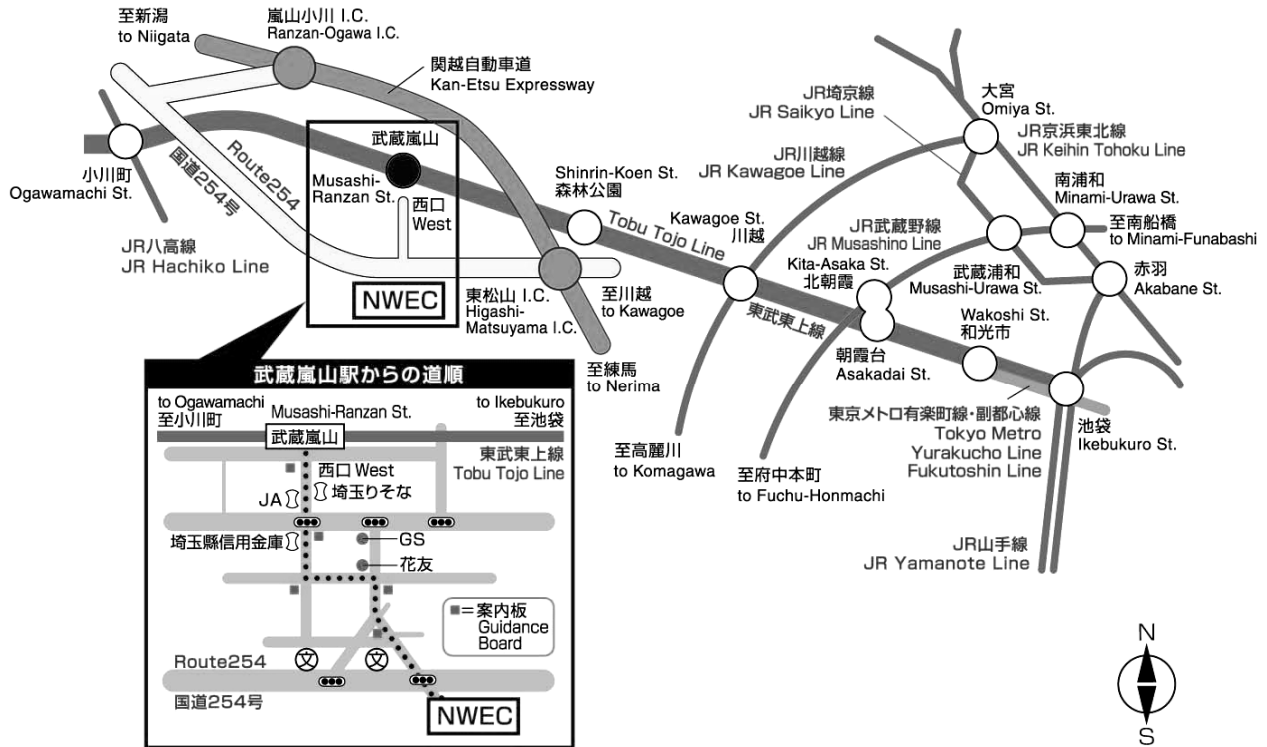 至新潟
to Niigata
嵐山小川 I.C.
Ranzan-Ogawa I.C.
関越自動車道
Kan-Etsu Expressway
小川町
Ogawamachi St.
JR八高線
JR Hachiko Line
Route254
国道254号
武蔵嵐山
Musashi-
Ranzan St.
西口
West
NWEC
Shinrin-Koen St.
森林公園
Tobu Tojo Line
東武東上線
東松山 I.C.
Higashi-
Matsuyama I.C.
至川越
to Kawagoe
至練馬
to Nerima
JR川越線
JR Kawagoe Line
Kawagoe St.
川越
至高麗川
to Komagawa
JR埼京線
JR Saikyo Line
大宮
Omiya St.
JR京浜東北線
JR Keihin Tohoku Line
南浦和
Minami-Urawa St.
至南船橋
to Minami-Funabashi
JR武蔵野線
JR Musashino Line
Kita-Asaka St.
北朝霞
武蔵浦和
Musashi-Urawa St.
赤羽
Akabane St.
朝霞台
Asakadai St.
Wakoshi St.
和光市
東京メトロ有楽町線・副都心線
Tokyo Metro
Yurakucho Line
Fukutoshin Line
池袋
Ikebukuro St.
至府中本町
to Fuchu-Honmachi
JR山手線
JR Yamanote Line
武蔵嵐山駅からの道順
to Ogawamachi
至小川町
Musashi-Ranzan St.
武蔵嵐山
to Ikebukuro
至池袋
東武東上線
Tobu Tojo Line
西口 West
JA
埼玉りそな
埼玉縣信用金庫
GS
花友
=案内板
Guidance
Board
文
文
Route254
国道254号
NWEC
N
S